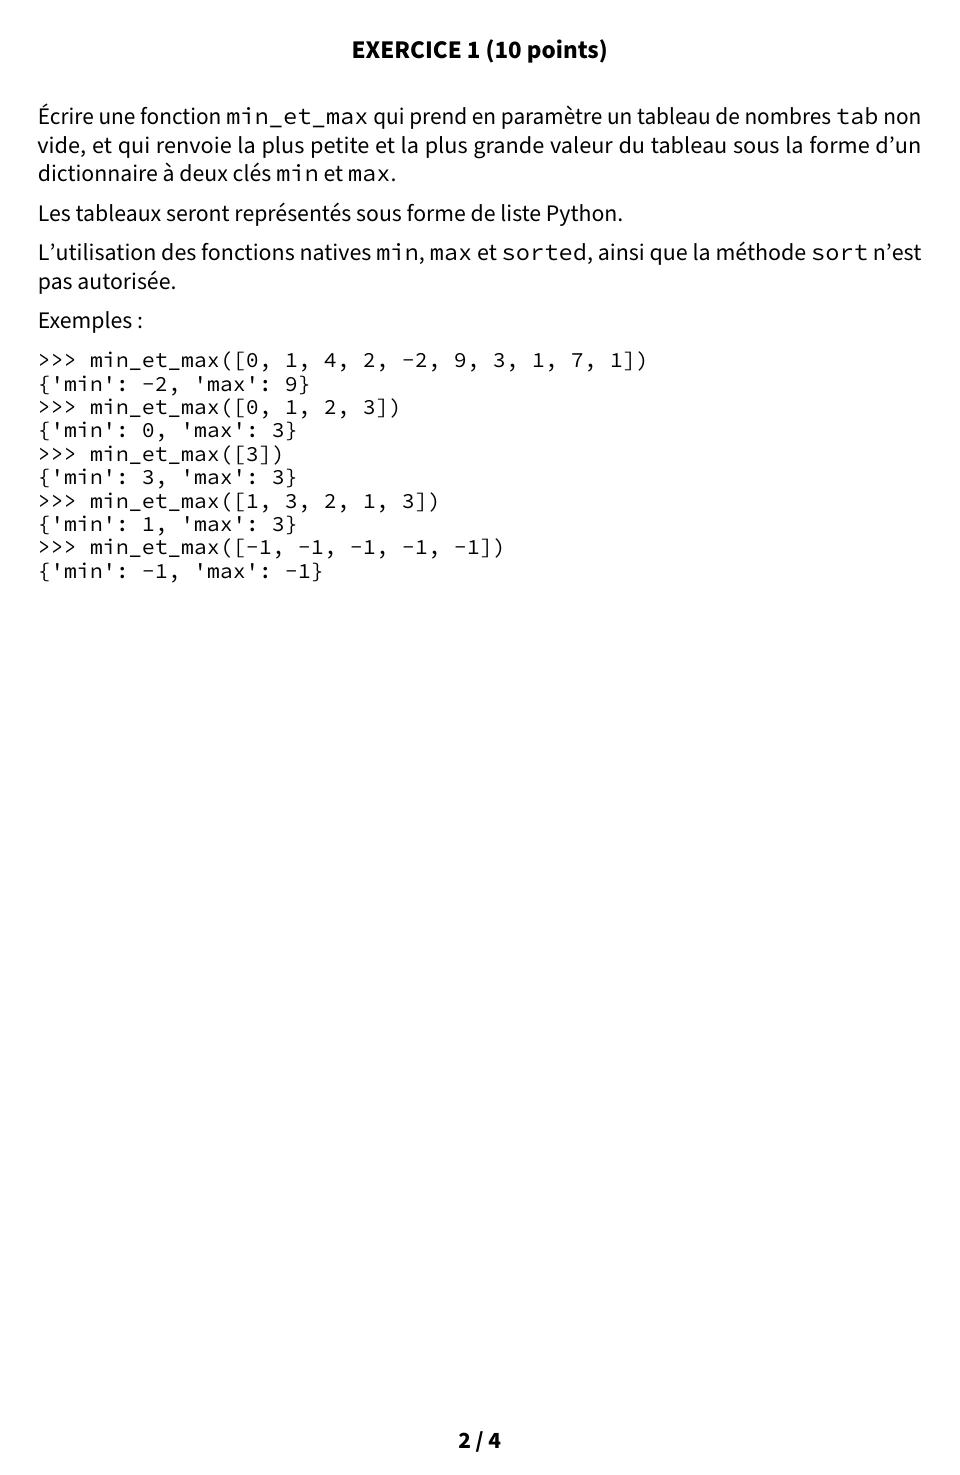 EXERCICE 1 (10 points)
Écrire une fonction min_et_max qui prend en paramètre un tableau de nombres tab non
vide, et qui renvoie la plus petite et la plus grande valeur du tableau sous la forme d’un
dictionnaire à deux clés min et max.
Les tableaux seront représentés sous forme de liste Python.
L’utilisation des fonctions natives min, max et sorted, ainsi que la méthode sort n’est
pas autorisée.
Exemples :
>>> min_et_max([0, 1, 4, 2, -2, 9, 3, 1, 7, 1])
{'min': -2, 'max': 9}
>>> min_et_max([0, 1, 2, 3])
{'min': 0, 'max': 3}
>>> min_et_max([3])
{'min': 3, 'max': 3}
>>> min_et_max([1, 3, 2, 1, 3])
{'min': 1, 'max': 3}
>>> min_et_max([-1, -1, -1, -1, -1])
{'min': -1, 'max': -1}
2 / 4